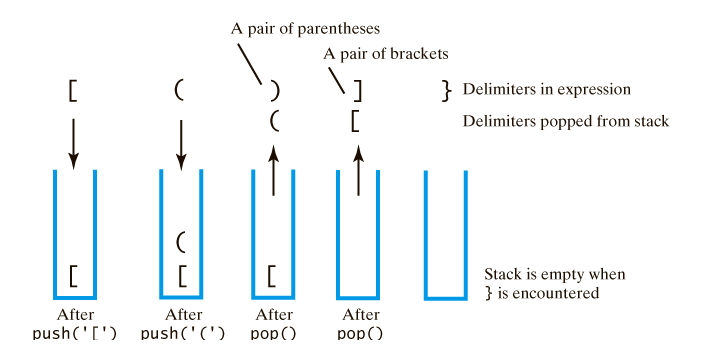 A pair of parentheses
A pair of brackets
[ ( ) ] } Delimiters in expression
( [ Delimiters popped from stack
(
[ [ [
Stack is empty when
} is encountered
After After After After
push('[') push('(') pop() pop()